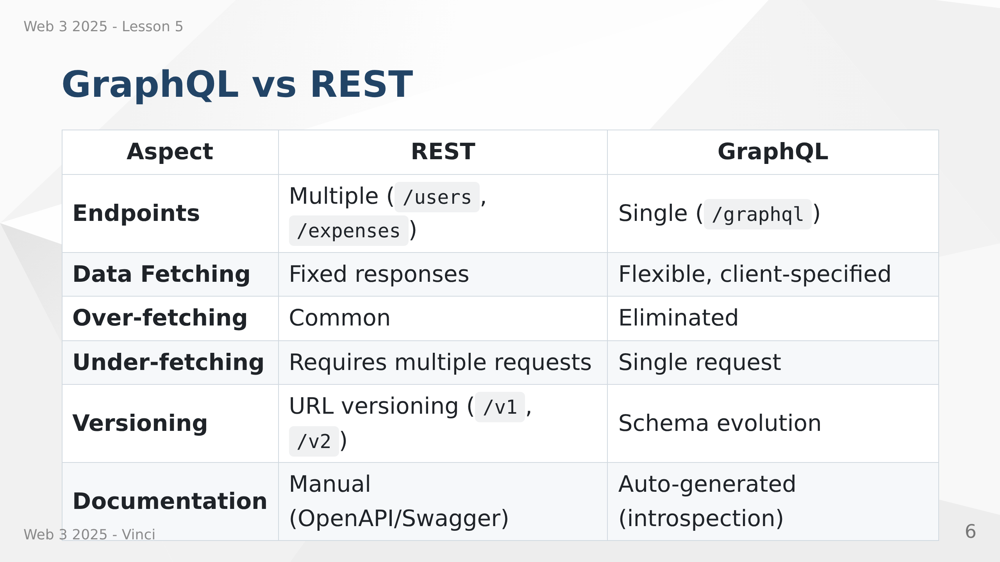 Web 3 2025 - Lesson 5
GraphQL vs REST
Aspect REST GraphQL
Endpoints
Multiple ( /users ,
/expenses )
Single ( /graphql )
Data Fetching Fixed responses Flexible, client-specified
Over-fetching Common Eliminated
Under-fetching Requires multiple requests Single request
Versioning
URL versioning ( /v1 ,
/v2 )
Schema evolution
Documentation
Manual
(OpenAPI/Swagger)
Auto-generated
(introspection)
Web 3 2025 - Vinci
6